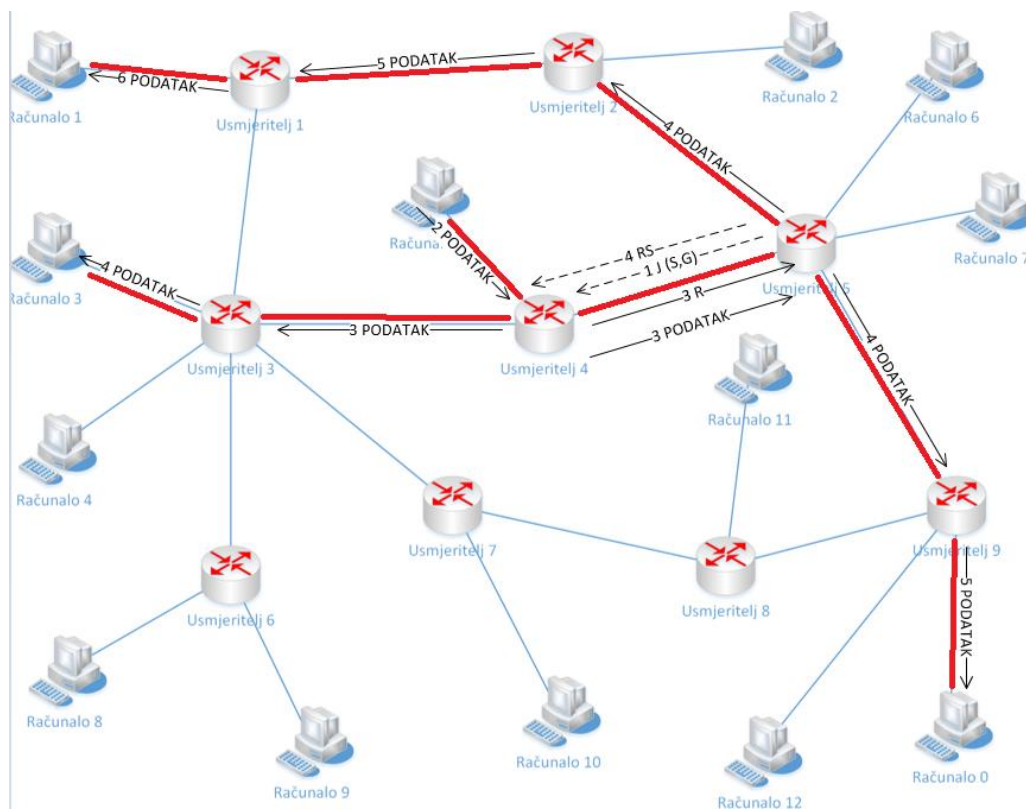 6 PODATAK
Računalo 1
Usmjeritelj 1
5 PODATAK
Usmjeritelj 2
Računalo 2
Računalo 6
4 PODATAK
Računalo 7
Računalo 3
4 PODATAK
Usmjeritelj 3
2 PODATAK
3 PODATAK
Usmjeritelj 4
4 RS
1 J (S,G)
3 R
3 PODATAK
Usmjeritelj 5
4 PODATAK
Računalo 11
Računalo 4
Usmjeritelj 7
Usmjeritelj 8
Usmjeritelj 9
5 PODATAK
Usmjeritelj 6
Računalo 8
Računalo 9
Računalo 10
Računalo 12
Računalo 0